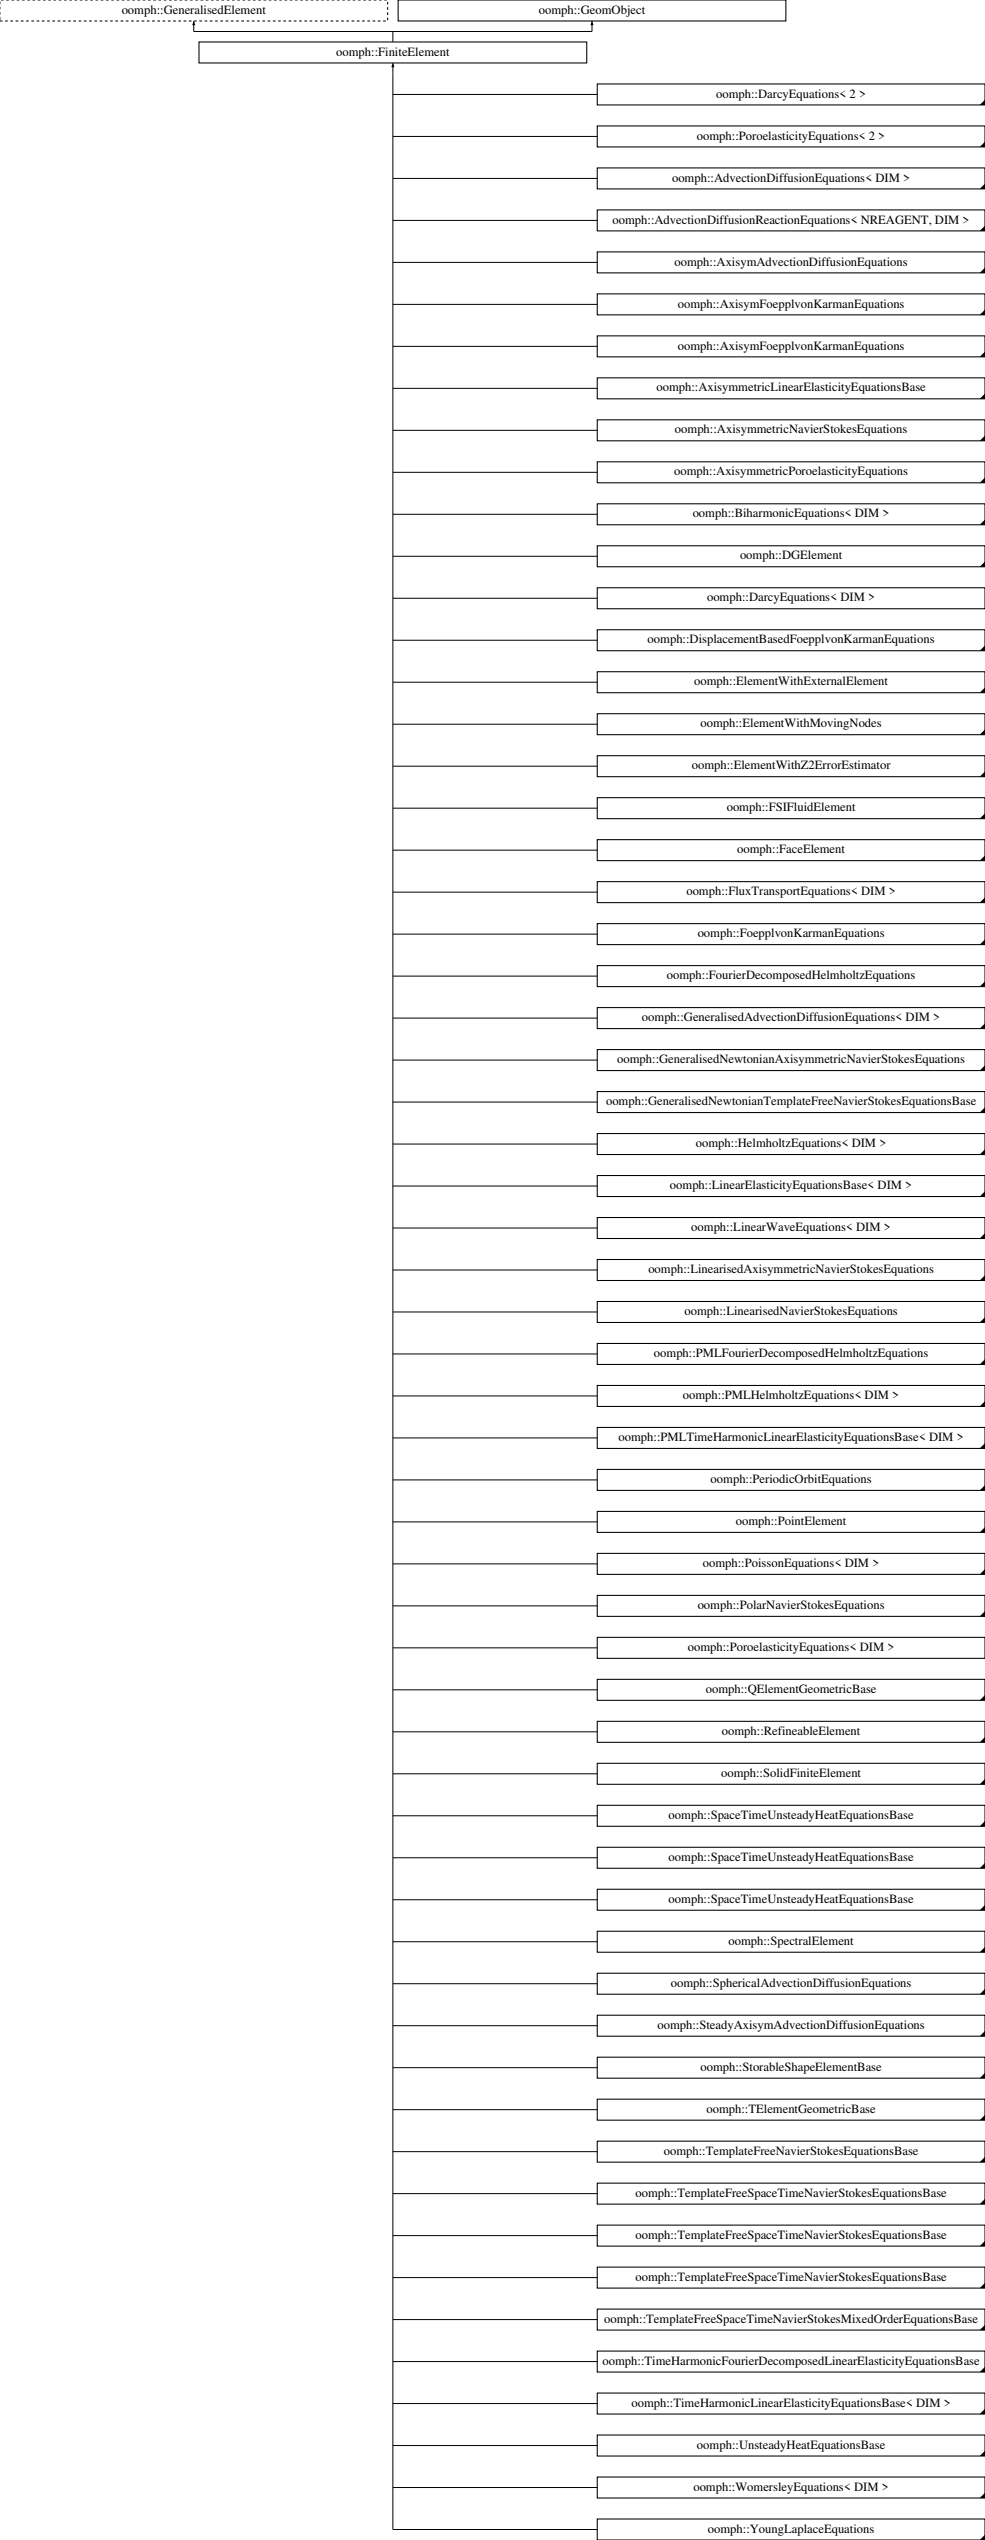 oomph::GeneralisedElement
oomph::GeomObject
oomph::FiniteElement
oomph::DarcyEquations< 2 >
oomph::PoroelasticityEquations< 2 >
oomph::AdvectionDiffusionEquations< DIM >
oomph::AdvectionDiffusionReactionEquations< NREAGENT, DIM >
oomph::AxisymAdvectionDiffusionEquations
oomph::AxisymFoepplvonKarmanEquations
oomph::AxisymFoepplvonKarmanEquations
oomph::AxisymmetricLinearElasticityEquationsBase
oomph::AxisymmetricNavierStokesEquations
oomph::AxisymmetricPoroelasticityEquations
oomph::BiharmonicEquations< DIM >
oomph::DGElement
oomph::DarcyEquations< DIM >
oomph::DisplacementBasedFoepplvonKarmanEquations
oomph::ElementWithExternalElement
oomph::ElementWithMovingNodes
oomph::ElementWithZ2ErrorEstimator
oomph::FSIFluidElement
oomph::FaceElement
oomph::FluxTransportEquations< DIM >
oomph::FoepplvonKarmanEquations
oomph::FourierDecomposedHelmholtzEquations
oomph::GeneralisedAdvectionDiffusionEquations< DIM >
oomph::GeneralisedNewtonianAxisymmetricNavierStokesEquations
oomph::GeneralisedNewtonianTemplateFreeNavierStokesEquationsBase
oomph::HelmholtzEquations< DIM >
oomph::LinearElasticityEquationsBase< DIM >
oomph::LinearWaveEquations< DIM >
oomph::LinearisedAxisymmetricNavierStokesEquations
oomph::LinearisedNavierStokesEquations
oomph::PMLFourierDecomposedHelmholtzEquations
oomph::PMLHelmholtzEquations< DIM >
oomph::PMLTimeHarmonicLinearElasticityEquationsBase< DIM >
oomph::PeriodicOrbitEquations
oomph::PointElement
oomph::PoissonEquations< DIM >
oomph::PolarNavierStokesEquations
oomph::PoroelasticityEquations< DIM >
oomph::QElementGeometricBase
oomph::RefineableElement
oomph::SolidFiniteElement
oomph::SpaceTimeUnsteadyHeatEquationsBase
oomph::SpaceTimeUnsteadyHeatEquationsBase
oomph::SpaceTimeUnsteadyHeatEquationsBase
oomph::SpectralElement
oomph::SphericalAdvectionDiffusionEquations
oomph::SteadyAxisymAdvectionDiffusionEquations
oomph::StorableShapeElementBase
oomph::TElementGeometricBase
oomph::TemplateFreeNavierStokesEquationsBase
oomph::TemplateFreeSpaceTimeNavierStokesEquationsBase
oomph::TemplateFreeSpaceTimeNavierStokesEquationsBase
oomph::TemplateFreeSpaceTimeNavierStokesEquationsBase
oomph::TemplateFreeSpaceTimeNavierStokesMixedOrderEquationsBase
oomph::TimeHarmonicFourierDecomposedLinearElasticityEquationsBase
oomph::TimeHarmonicLinearElasticityEquationsBase< DIM >
oomph::UnsteadyHeatEquationsBase
oomph::WomersleyEquations< DIM >
oomph::YoungLaplaceEquations